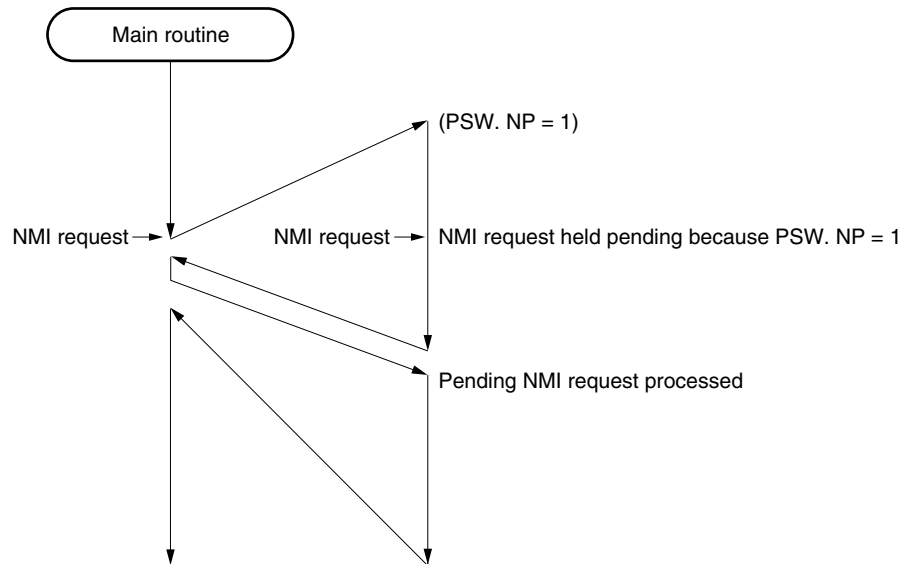 Main routine
(PSW. NP = 1)
NMI request
NMI request
NMI request held pending because PSW. NP = 1
Pending NMI request processed